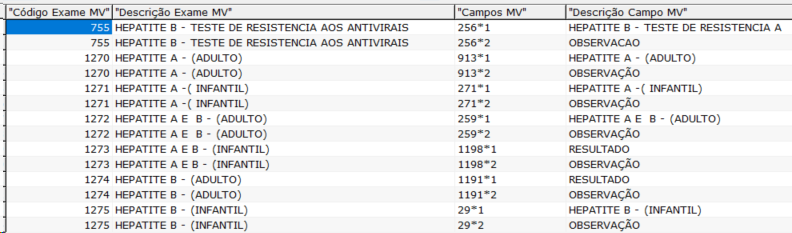 "Código Exame MV" "Descrição Exame MV" "Campos MV" "Descrição Campo MV"
755 HEPATITE B - TESTE DE RESISTENCIA AOS ANTIVIRAIS 256*1 HEPATITE B - TESTE DE RESISTENCIA A
755 HEPATITE B - TESTE DE RESISTENCIA AOS ANTIVIRAIS 256*2 OBSERVACAO
1270 HEPATITE A - (ADULTO) 913*1 HEPATITE A - (ADULTO)
1270 HEPATITE A - (ADULTO) 913*2 OBSERVAÇÃO
1271 HEPATITE A -( INFANTIL) 271*1 HEPATITE A -( INFANTIL)
1271 HEPATITE A -( INFANTIL) 271*2 OBSERVAÇÃO
1272 HEPATITE A E  B - (ADULTO) 259*1 HEPATITE A E  B - (ADULTO)
1272 HEPATITE A E  B - (ADULTO) 259*2 OBSERVAÇÃO
1273 HEPATITE A E B - (INFANTIL) 1198*1 RESULTADO
1273 HEPATITE A E B - (INFANTIL) 1198*2 OBSERVAÇÃO
1274 HEPATITE B - (ADULTO) 1191*1 RESULTADO
1274 HEPATITE B - (ADULTO) 1191*2 OBSERVAÇÃO
1275 HEPATITE B - (INFANTIL) 29*1 HEPATITE B - (INFANTIL)
1275 HEPATITE B - (INFANTIL) 29*2 OBSERVAÇÃO